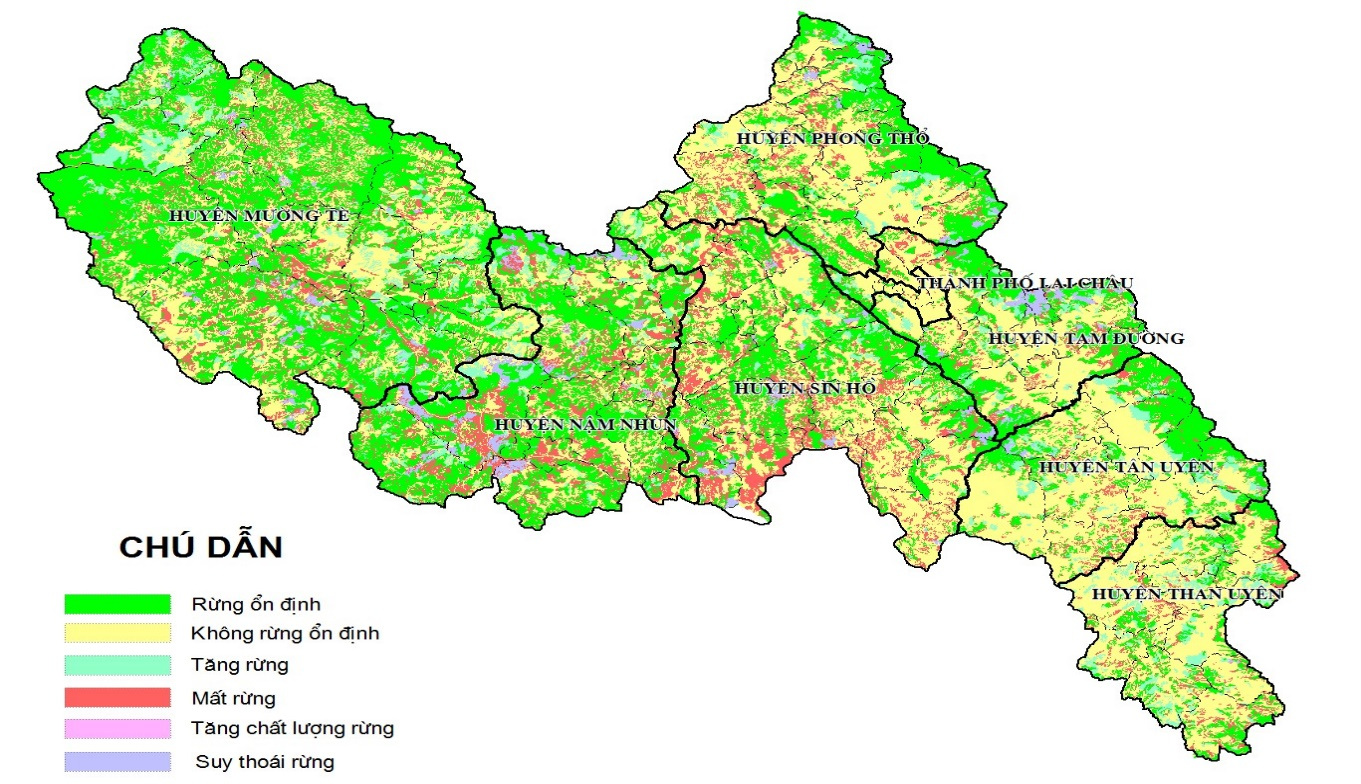 HUYỆN PHONG THỔ
HUYỆN MƯỜNG TE
THÀNH PHỐ LAI CHÂU
HUYỆN TAM ĐƯỜNG
HUYỆN SÌN HỒ
HUYỆN NẬM NHÙN
HUYỆN TÂN UYÊN
HUYỆN THAN UYÊN
CHÚ DẪN
Rừng ổn định
Không rừng ổn định
Tăng rừng
Mất rừng
Tăng chất lượng rừng
Suy thoái rừng